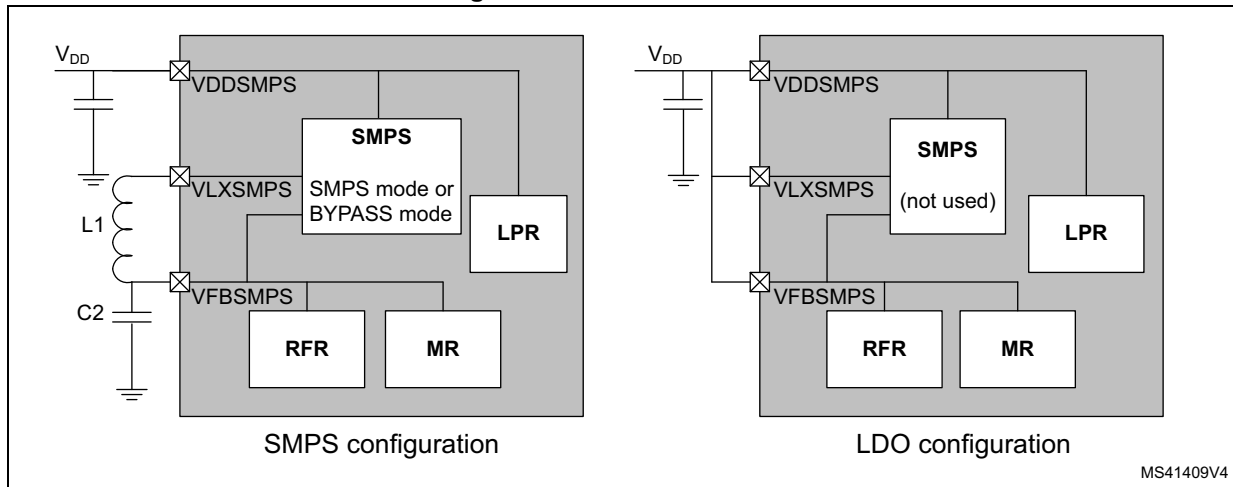 VDD
VDDSMPS
SMPS
SMPS mode or
BYPASS mode
VLXSMPS
LPR
L1
VFBSMPS
C2
RFR
MR
SMPS configuration
VDD
VDDSMPS
SMPS
(not used)
VLXSMPS
LPR
VFBSMPS
RFR
MR
LDO configuration
MS41409V4